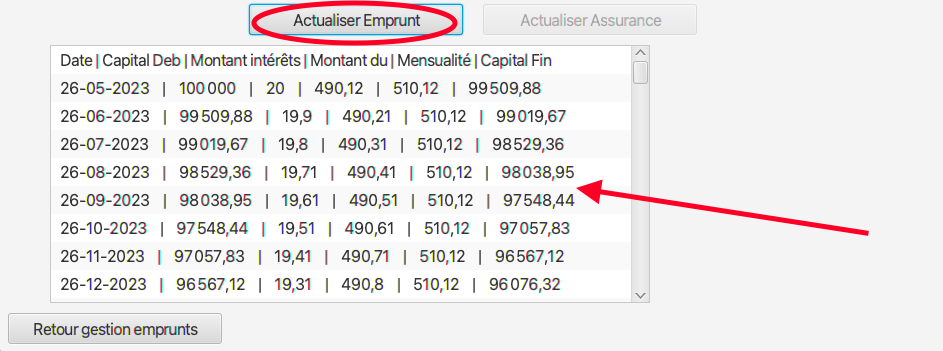 Actualiser Emprunt Actualiser Assurance
Date | Capital Deb | Montant intérêts | Montant du | Mensualité | Capital Fin
26-05-2023 | 100 000 | 20 | 490,12 | 510,12 | 99 509,88
26-06-2023 | 99 509,88 | 19,9 | 490,21 | 510,12 | 99 019,67
26-07-2023 | 99 019,67 | 19,8 | 490,31 | 510,12 | 98 529,36
26-08-2023 | 98 529,36 | 19,71 | 490,41 | 510,12 | 98 038,95
26-09-2023 | 98 038,95 | 19,61 | 490,51 | 510,12 | 97 548,44
26-10-2023 | 97 548,44 | 19,51 | 490,61 | 510,12 | 97 057,83
26-11-2023 | 97 057,83 | 19,41 | 490,71 | 510,12 | 96 567,12
26-12-2023 | 96 567,12 | 19,31 | 490,8 | 510,12 | 96 076,32
Retour gestion emprunts